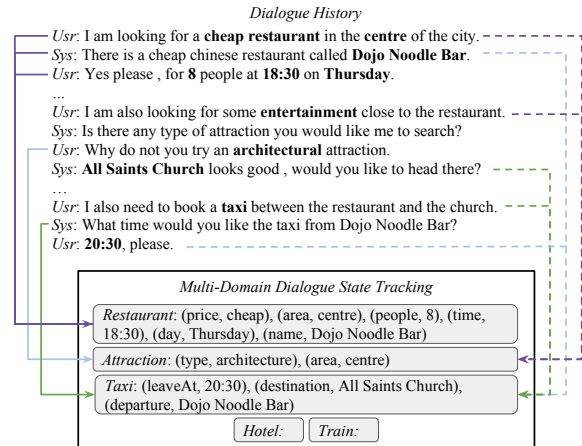 Dialogue History
Usr: I am looking for a cheap restaurant in the centre of the city.
Sys: There is a cheap chinese restaurant called Dojo Noodle Bar.
Usr: Yes please , for 8 people at 18:30 on Thursday.
...
Usr: I am also looking for some entertainment close to the restaurant.
Sys: Is there any type of attraction you would like me to search?
Usr: Why do not you try an architectural attraction.
Sys: All Saints Church looks good , would you like to head there?
...
Usr: I also need to book a taxi between the restaurant and the church.
Sys: What time would you like the taxi from Dojo Noodle Bar?
Usr: 20:30, please.
Multi-Domain Dialogue State Tracking
Restaurant: (price, cheap), (area, centre), (people, 8), (time,
18:30), (day, Thursday), (name, Dojo Noodle Bar)
Attraction: (type, architecture), (area, centre)
Taxi: (leaveAt, 20:30), (destination, All Saints Church),
(departure, Dojo Noodle Bar)
Hotel: Train: